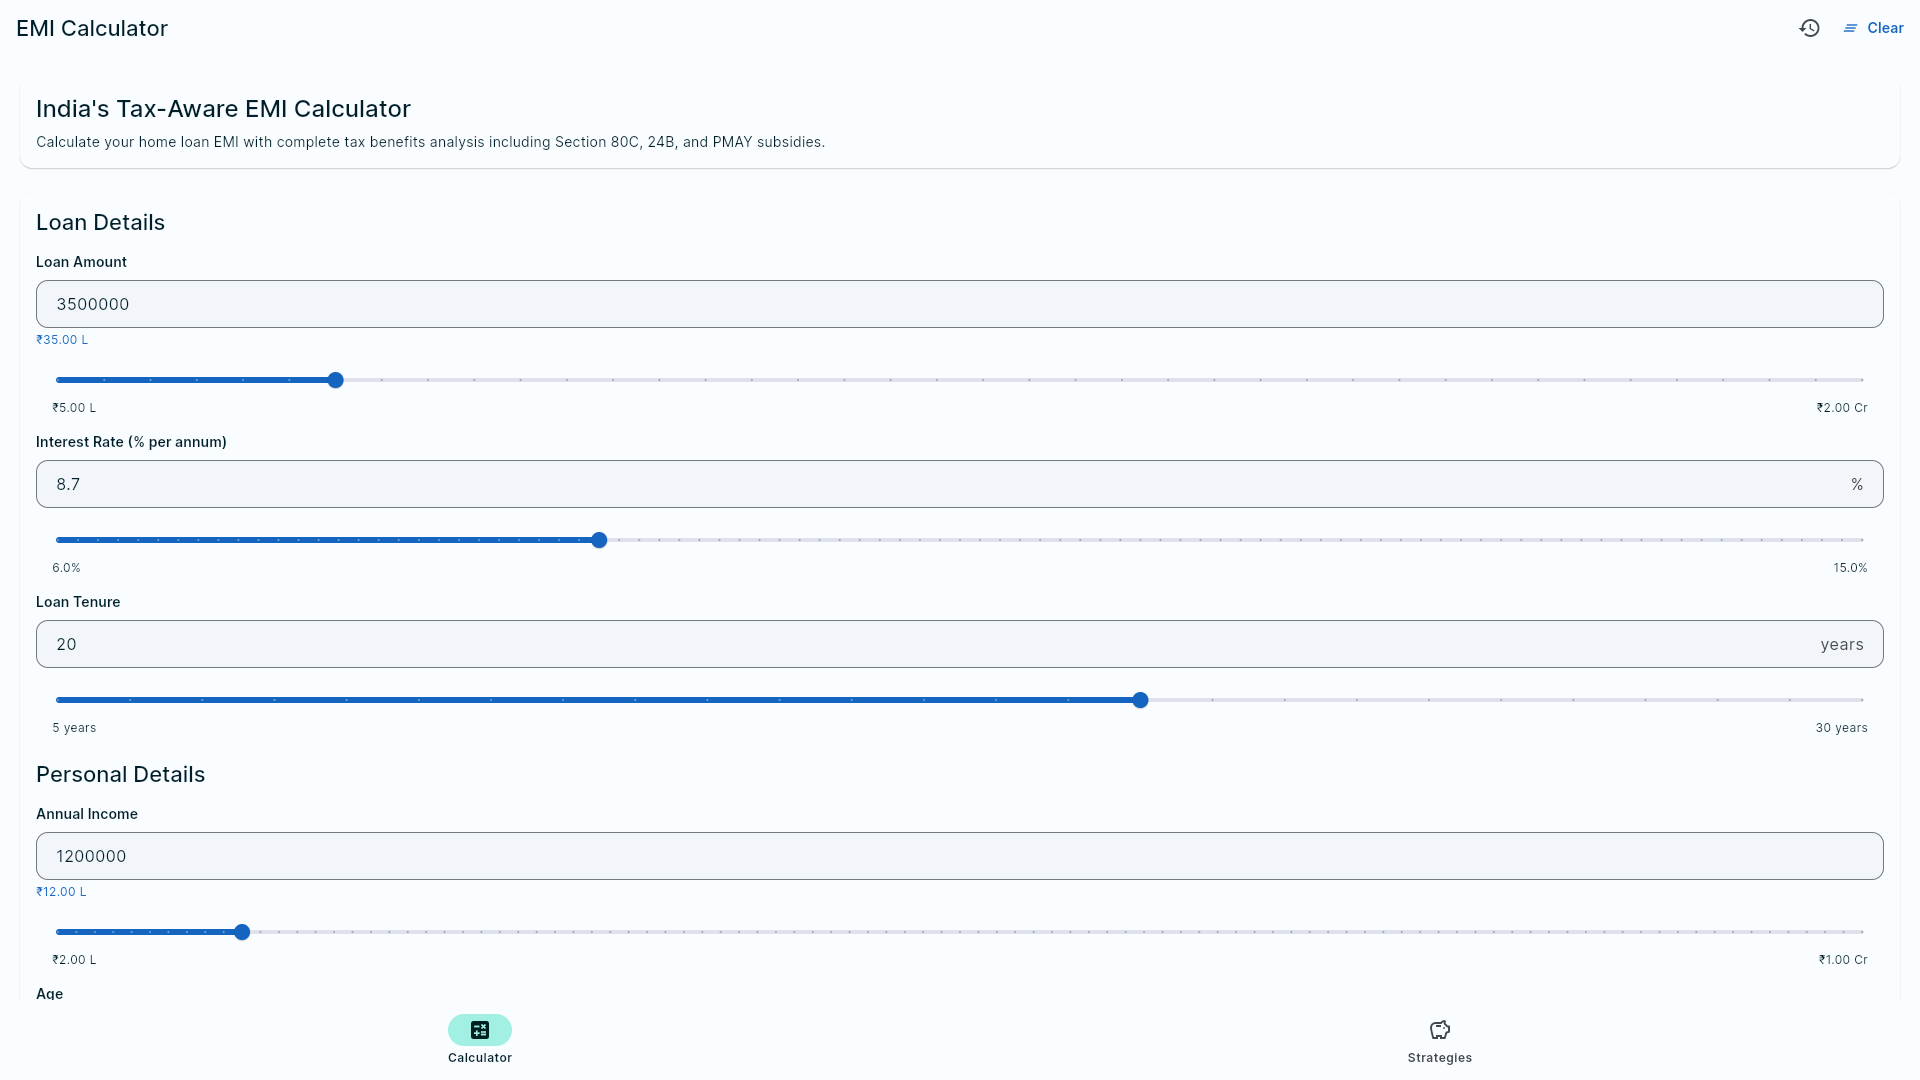 EMI Calculator
Clear
India's Tax-Aware EMI Calculator
Calculate your home loan EMI with complete tax benefits analysis including Section 80C, 24B, and PMAY subsidies.
Loan Details
Loan Amount
3500000
₹35.00 L
₹5.00 L
₹2.00 Cr
Interest Rate (% per annum)
8.7
%
6.0%
15.0%
Loan Tenure
20
years
5 years
30 years
Personal Details
Annual Income
1200000
₹12.00 L
₹2.00 L
₹1.00 Cr
Age
Calculator
Strategies